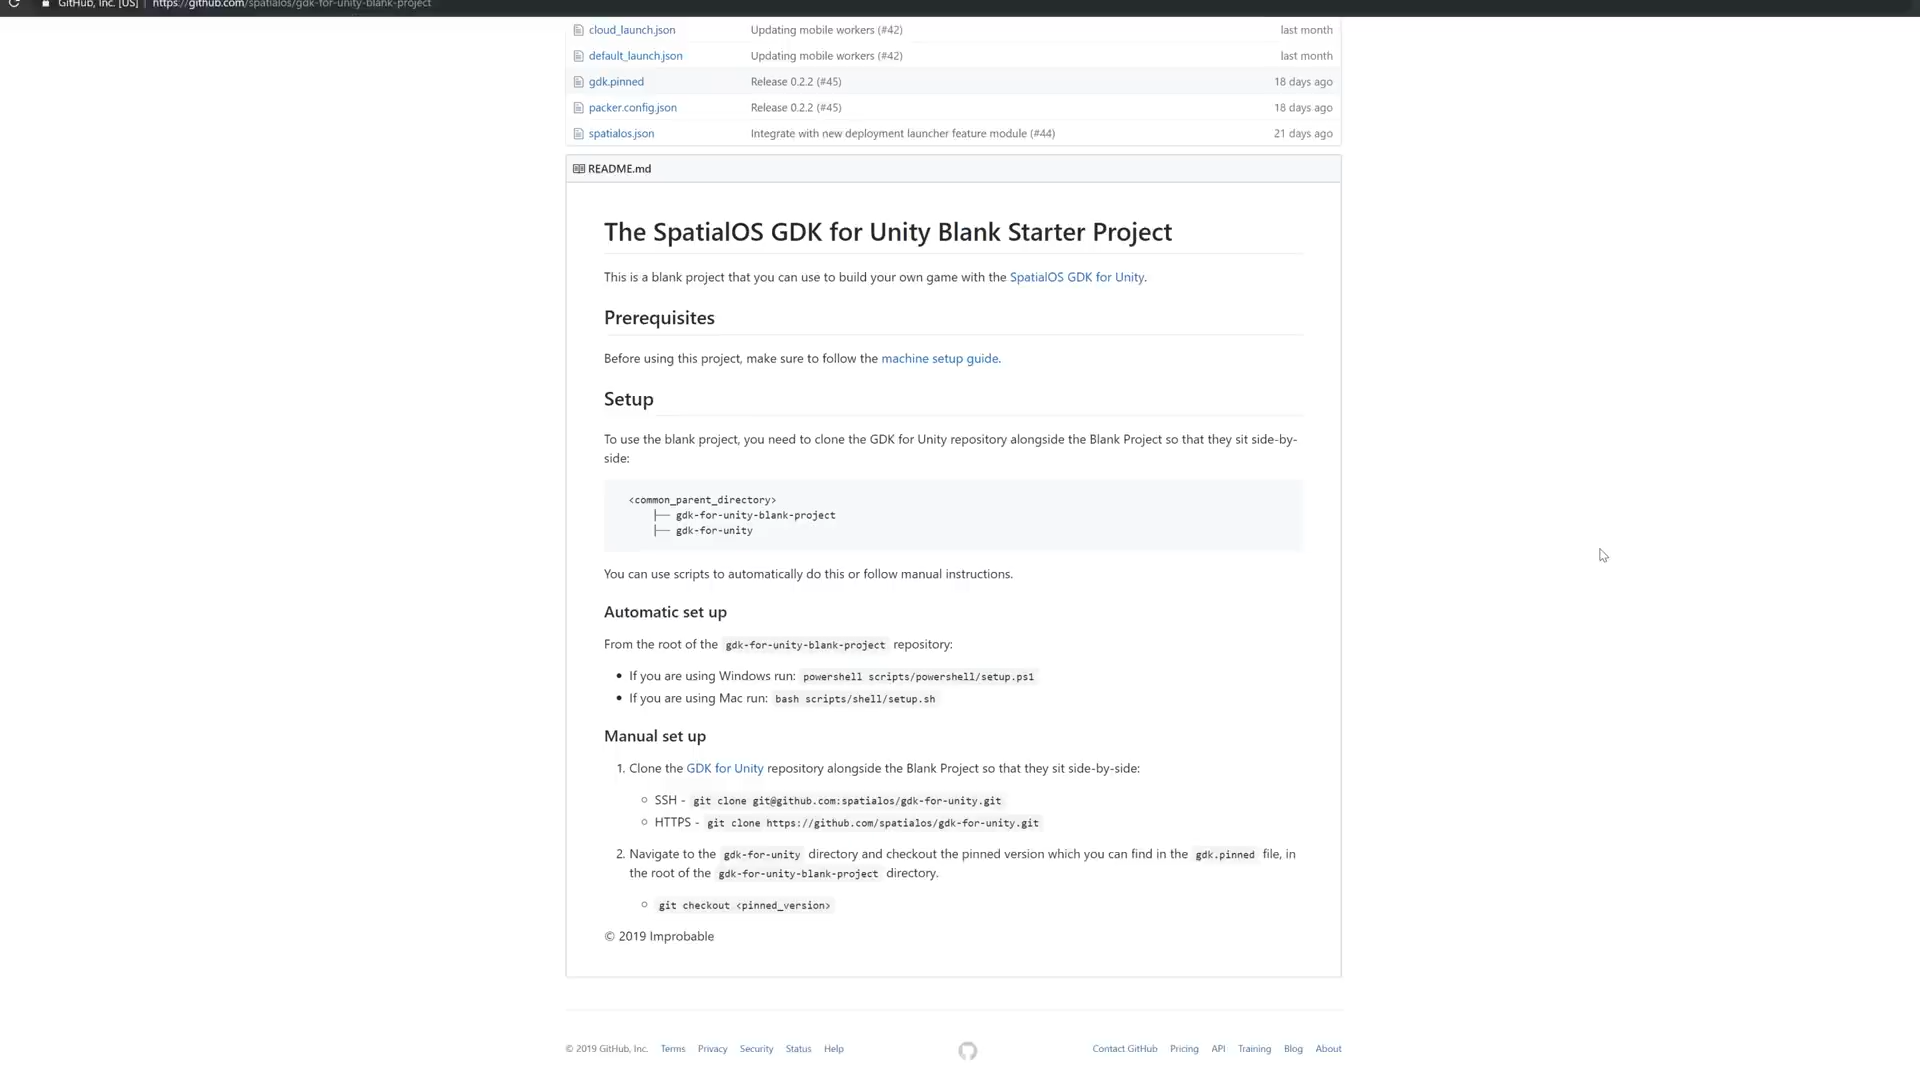 GitHub, Inc. [US] | https://github.com/spatialos/gdk-for-unity-blank-project
cloud_launch.json Updating mobile workers (#42) last month
default_launch.json Updating mobile workers (#42) last month
gdk.pinned Release 0.2.2 (#45) 18 days ago
packer.config.json Release 0.2.2 (#45) 18 days ago
spatialos.json Integrate with new deployment launcher feature module (#44) 21 days ago
README.md
The SpatialOS GDK for Unity Blank Starter Project
This is a blank project that you can use to build your own game with the SpatialOS GDK for Unity.
Prerequisites
Before using this project, make sure to follow the machine setup guide.
Setup
To use the blank project, you need to clone the GDK for Unity repository alongside the Blank Project so that they sit side-by-
side:
<common_parent_directory>
├── gdk-for-unity-blank-project
├── gdk-for-unity
You can use scripts to automatically do this or follow manual instructions.
Automatic set up
From the root of the gdk-for-unity-blank-project repository:
• If you are using Windows run: powershell scripts/powershell/setup.ps1
• If you are using Mac run: bash scripts/shell/setup.sh
Manual set up
1. Clone the GDK for Unity repository alongside the Blank Project so that they sit side-by-side:
○ SSH - git clone git@github.com:spatialos/gdk-for-unity.git
○ HTTPS - git clone https://github.com/spatialos/gdk-for-unity.git
2. Navigate to the gdk-for-unity directory and checkout the pinned version which you can find in the gdk.pinned file, in
the root of the gdk-for-unity-blank-project directory.
○ git checkout <pinned_version>
© 2019 Improbable
© 2019 GitHub, Inc. Terms Privacy Security Status Help Contact GitHub Pricing API Training Blog About